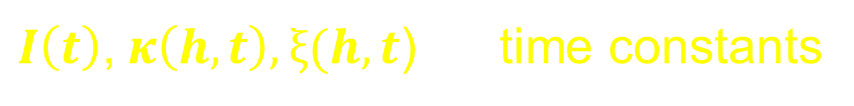 I(t), κ(h,t), ξ(h,t) time constants